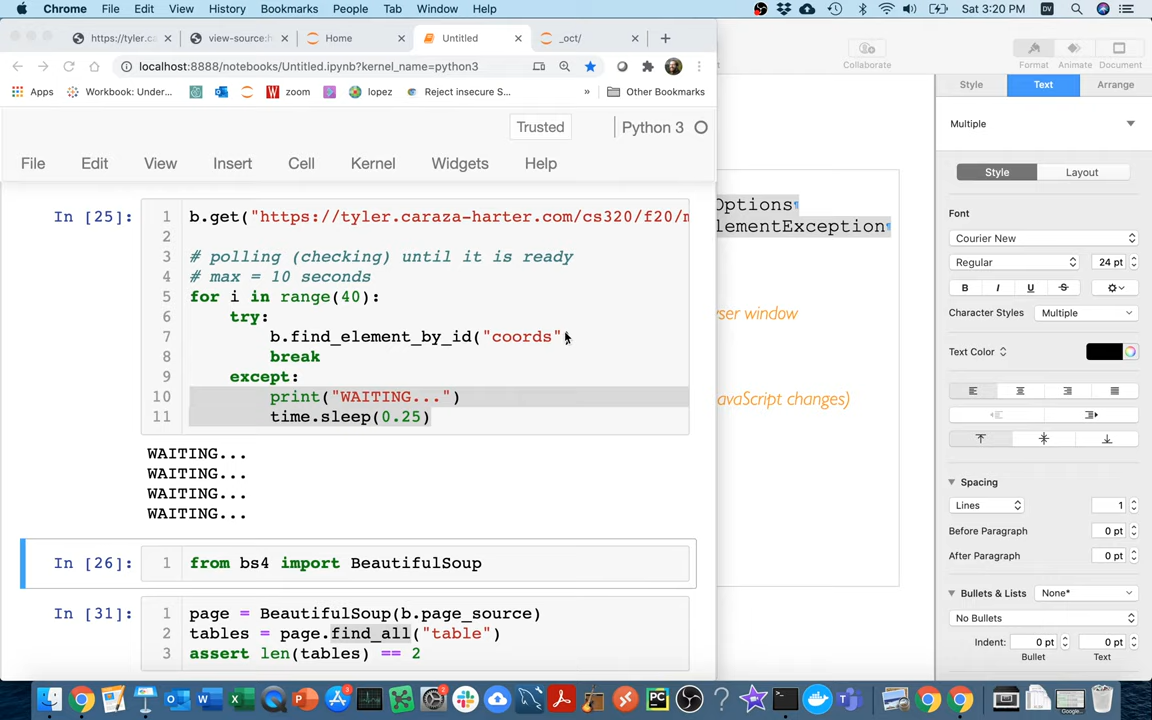 Chrome File Edit View History Bookmarks People Tab Window Help Sat 3:20 PM DV
https://tyler.ca view-source:h Home Untitled _oct/
localhost:8888/notebooks/Untitled.ipynb?kernel_name=python3
Apps Workbook: Under... zoom lopez Reject insecure S... » Other Bookmarks
Trusted Python 3
File Edit View Insert Cell Kernel Widgets Help
In [25]:
1 b.get("https://tyler.caraza-harter.com/cs320/f20/m
2
3 # polling (checking) until it is ready
4 # max = 10 seconds
5 for i in range(40):
6 try:
7 b.find_element_by_id("coords"
8 break
9 except:
10 print("WAITING...")
11 time.sleep(0.25)
WAITING...
WAITING...
WAITING...
WAITING...
In [26]:
1 from bs4 import BeautifulSoup
In [31]:
1 page = BeautifulSoup(b.page_source)
2 tables = page.find_all("table")
3 assert len(tables) == 2
Options¶
lementException¶
ser window
avaScript changes)
Collaborate Format Animate Document
Style Text Arrange
Multiple
Style Layout
Font
Courier New
Regular 24 pt
B I U S
Character Styles Multiple
Text Color
Spacing
Lines 1
Before Paragraph 0 pt
After Paragraph 0 pt
Bullets & Lists None*
No Bullets
Indent: 0 pt 0 pt
Bullet Text